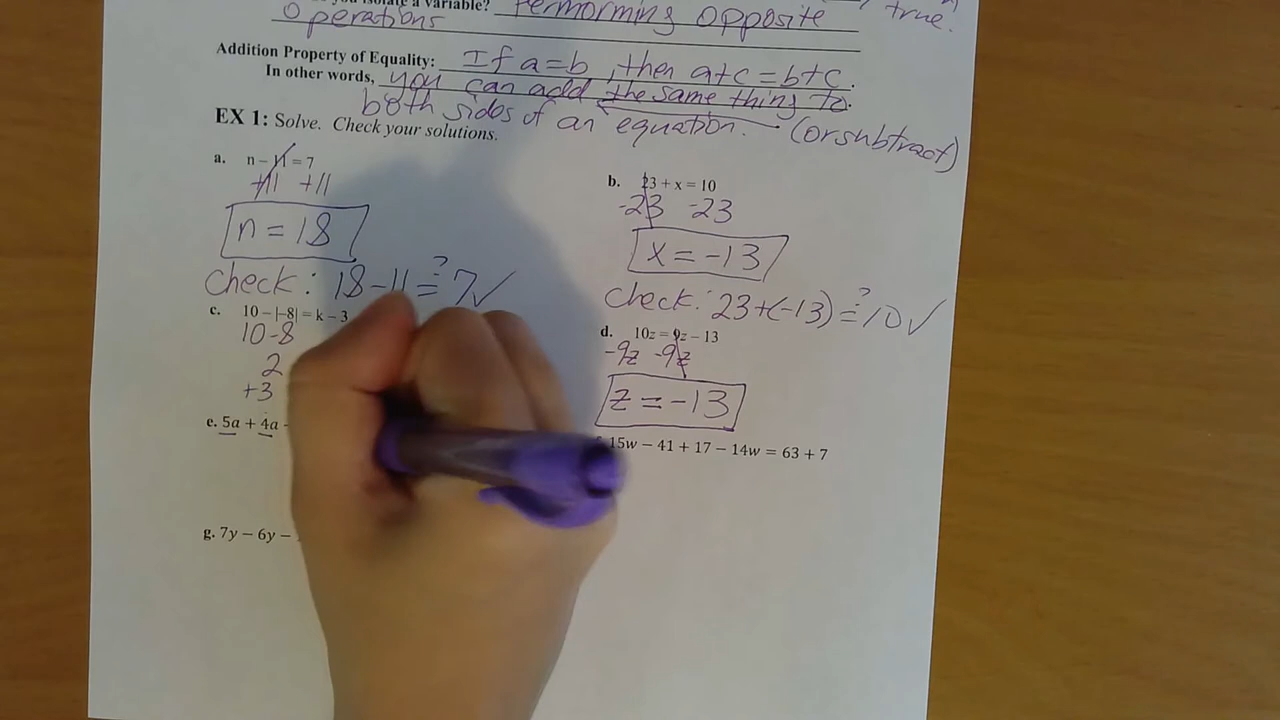 isolate a variable? Performing opposite true.
operations
Addition Property of Equality: If a=b, then a+c = b+c.
In other words, you can add the same thing to
both sides of an equation. (or subtract)
EX 1: Solve. Check your solutions.
a. n – 11 = 7
+11 +11
n = 18
Check: 18-11 =? 7 ✓
b. 23 + x = 10
-23 -23
x = -13
Check: 23+(-13) =? 10 ✓
c. 10 – |–8| = k – 3
10-8
2
+3
d. 10z = 9z – 13
-9z -9z
z = -13
e. 5a + 4a
15w – 41 + 17 – 14w = 63 + 7
g. 7y – 6y –